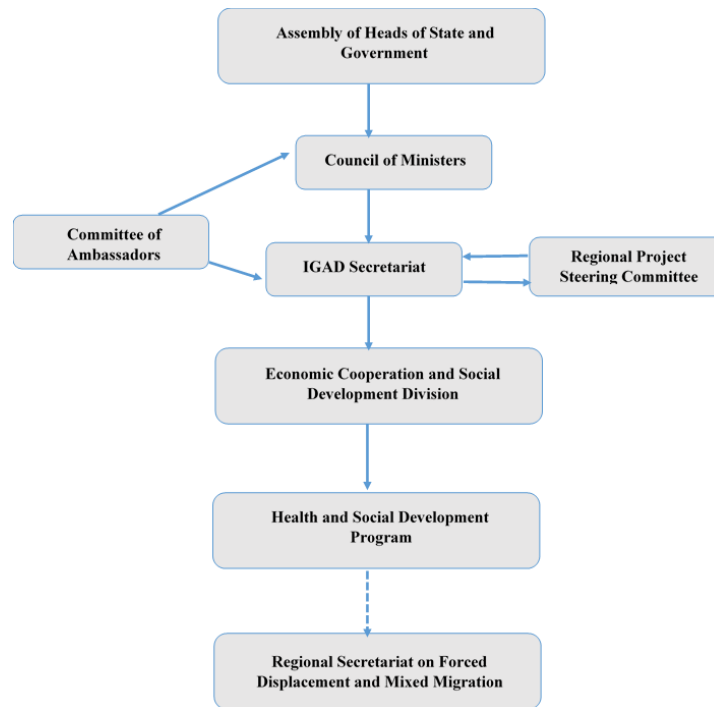 Assembly of Heads of State and
Government
Council of Ministers
Committee of
Ambassadors
IGAD Secretariat
Regional Project
Steering Committee
Economic Cooperation and Social
Development Division
Health and Social Development
Program
Regional Secretariat on Forced
Displacement and Mixed Migration